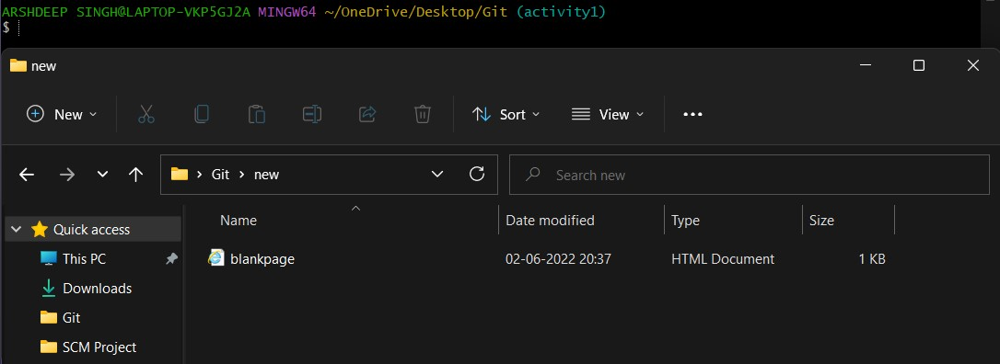 ARSHDEEP SINGH@LAPTOP-VKP5GJ2A MINGW64 ~/OneDrive/Desktop/Git (activity1)
$
new
New Sort View
Git new Search new
Name Date modified Type Size
Quick access
blankpage 02-06-2022 20:37 HTML Document 1 KB
This PC
Downloads
Git
SCM Project